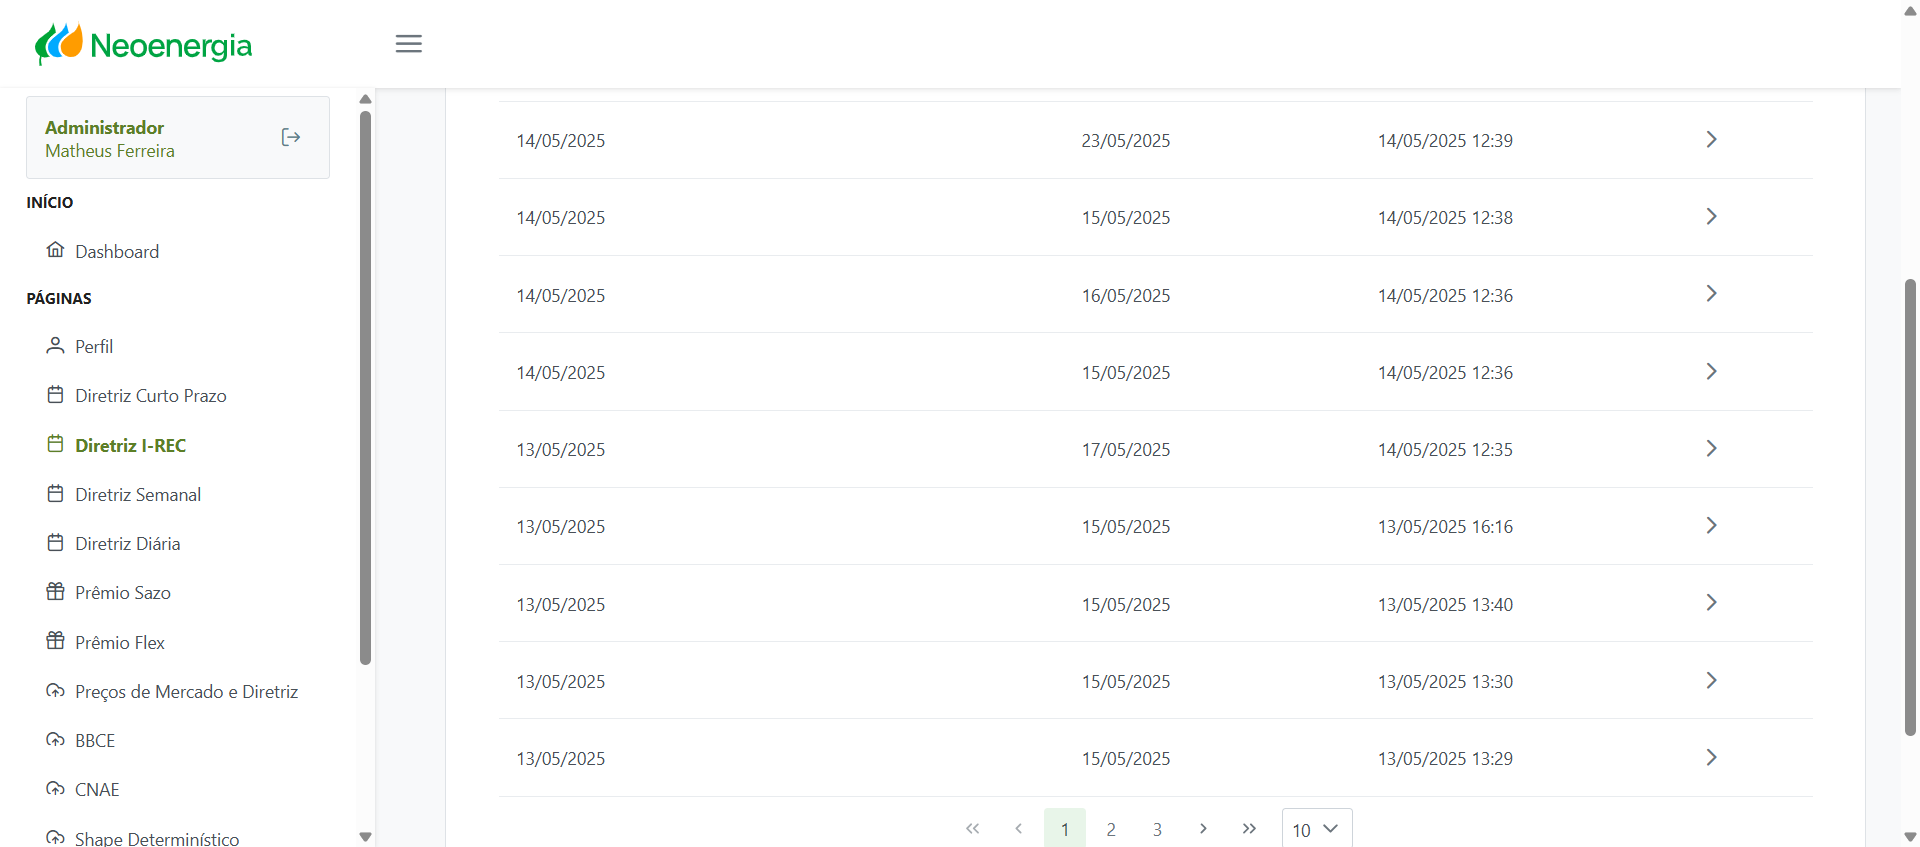 Neoenergia
Administrador
Matheus Ferreira
INÍCIO
Dashboard
PÁGINAS
Perfil
Diretriz Curto Prazo
Diretriz I-REC
Diretriz Semanal
Diretriz Diária
Prêmio Sazo
Prêmio Flex
Preços de Mercado e Diretriz
BBCE
CNAE
Shape Determinístico
14/05/2025 23/05/2025 14/05/2025 12:39
14/05/2025 15/05/2025 14/05/2025 12:38
14/05/2025 16/05/2025 14/05/2025 12:36
14/05/2025 15/05/2025 14/05/2025 12:36
13/05/2025 17/05/2025 14/05/2025 12:35
13/05/2025 15/05/2025 13/05/2025 16:16
13/05/2025 15/05/2025 13/05/2025 13:40
13/05/2025 15/05/2025 13/05/2025 13:30
13/05/2025 15/05/2025 13/05/2025 13:29
1 2 3 10